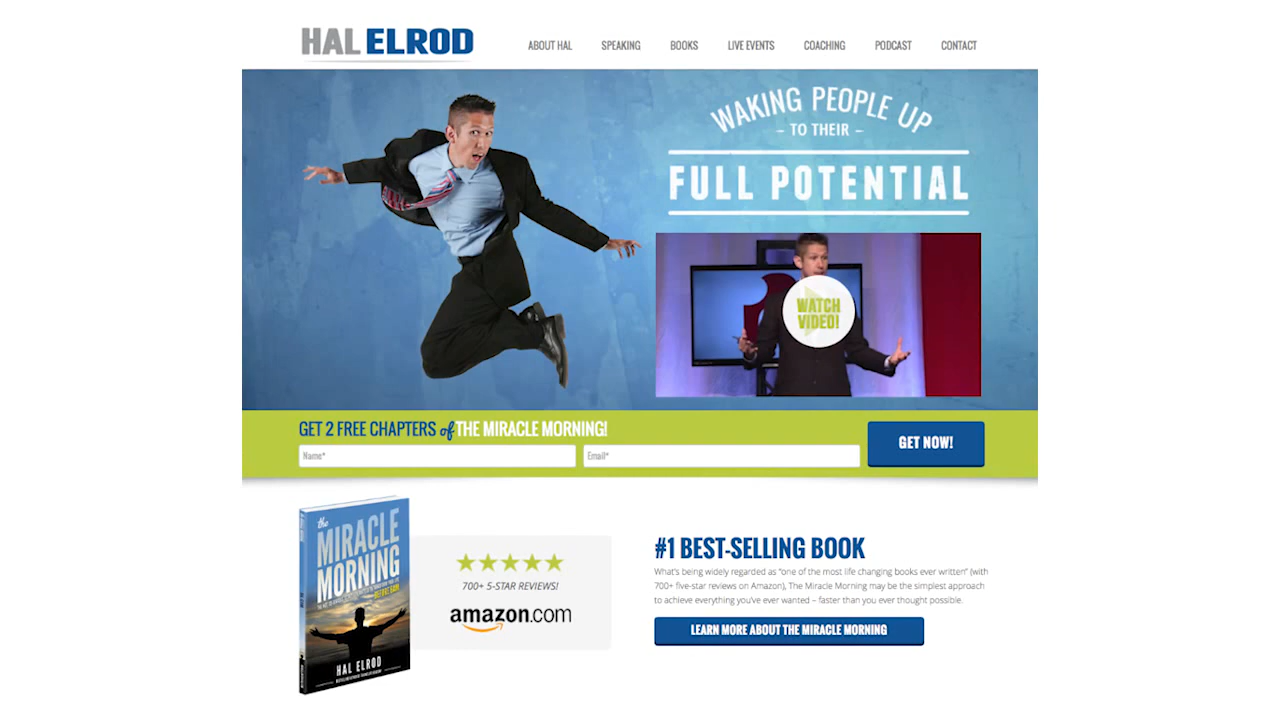 HAL ELROD
ABOUT HAL SPEAKING BOOKS LIVE EVENTS COACHING PODCAST CONTACT
WAKING PEOPLE UP
– TO THEIR –
FULL POTENTIAL
WATCH
VIDEO!
GET 2 FREE CHAPTERS of THE MIRACLE MORNING!
Name*
Email*
GET NOW!
the
MIRACLE
MORNING
HAL ELROD
700+ 5-STAR REVIEWS!
amazon.com
#1 BEST-SELLING BOOK
What's being widely regarded as "one of the most life changing books ever written" (with
700+ five-star reviews on Amazon), The Miracle Morning may be the simplest approach
to achieve everything you've ever wanted – faster than you ever thought possible.
LEARN MORE ABOUT THE MIRACLE MORNING